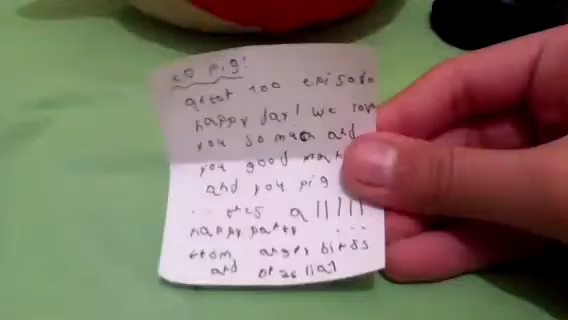 to pig!
great 100 episode
happy day! we love
you so much and
you good
and you pig
... this a ||!||
happy party ...
from, angry birds
and